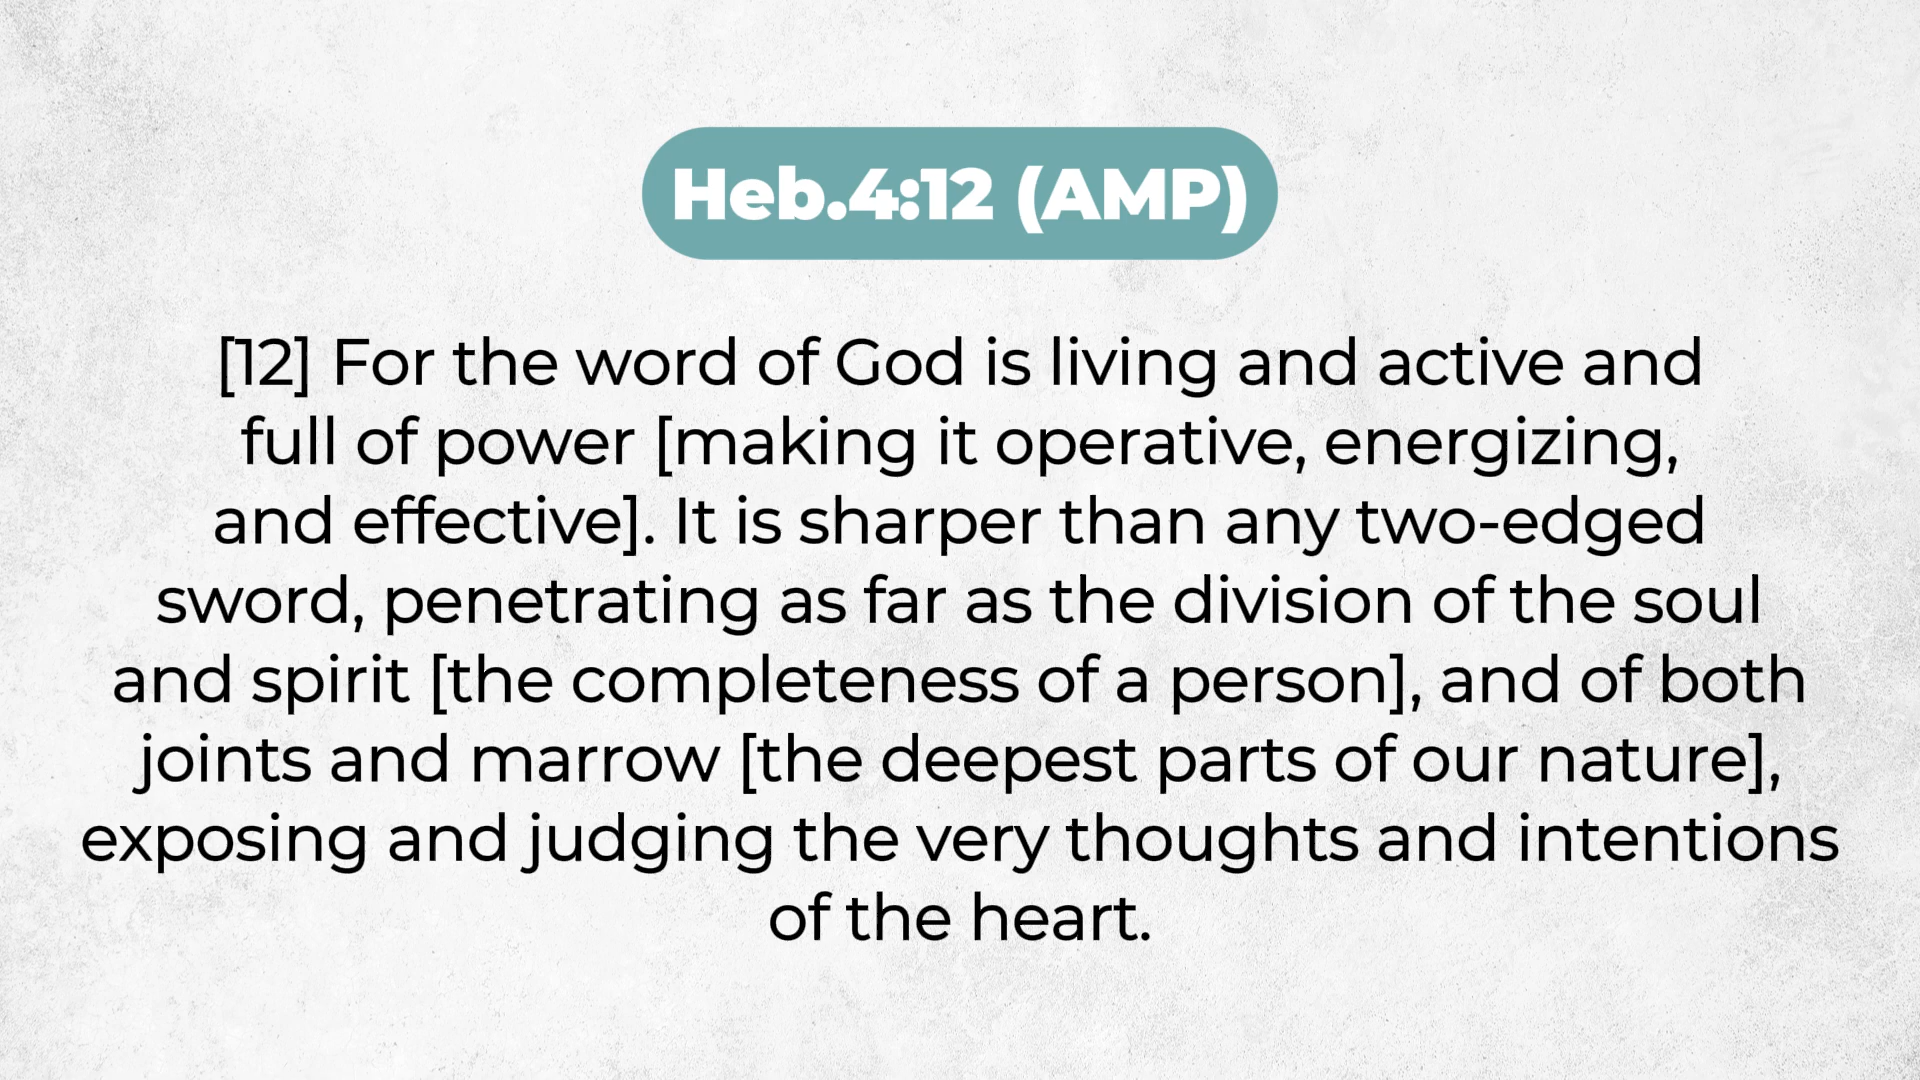 Heb.4:12 (AMP)
[12] For the word of God is living and active and
full of power [making it operative, energizing,
and effective]. It is sharper than any two-edged
sword, penetrating as far as the division of the soul
and spirit [the completeness of a person], and of both
joints and marrow [the deepest parts of our nature],
exposing and judging the very thoughts and intentions
of the heart.